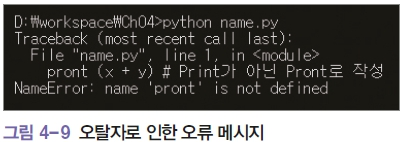 D:₩workspace₩Ch04>python name.py
Traceback (most recent call last):
  File "name.py", line 1, in <module>
    pront (x + y) # Print가 아닌 Pront로 작성
NameError: name 'pront' is not defined
그림 4-9 오탈자로 인한 오류 메시지